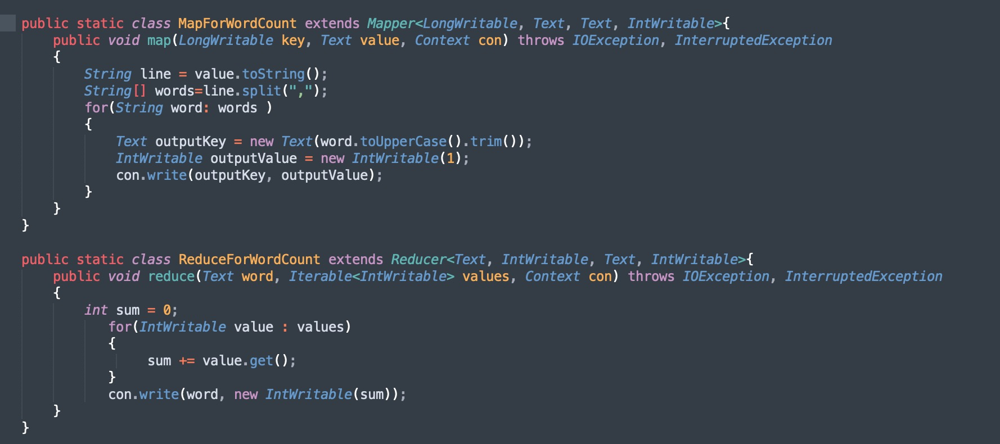 public static class MapForWordCount extends Mapper<LongWritable, Text, Text, IntWritable>{
    public void map(LongWritable key, Text value, Context con) throws IOException, InterruptedException
    {
        String line = value.toString();
        String[] words=line.split(",");
        for(String word: words )
        {
            Text outputKey = new Text(word.toUpperCase().trim());
            IntWritable outputValue = new IntWritable(1);
            con.write(outputKey, outputValue);
        }
    }
}

public static class ReduceForWordCount extends Reducer<Text, IntWritable, Text, IntWritable>{
    public void reduce(Text word, Iterable<IntWritable> values, Context con) throws IOException, InterruptedException
    {
        int sum = 0;
           for(IntWritable value : values)
           {
                sum += value.get();
           }
           con.write(word, new IntWritable(sum));
    }
}